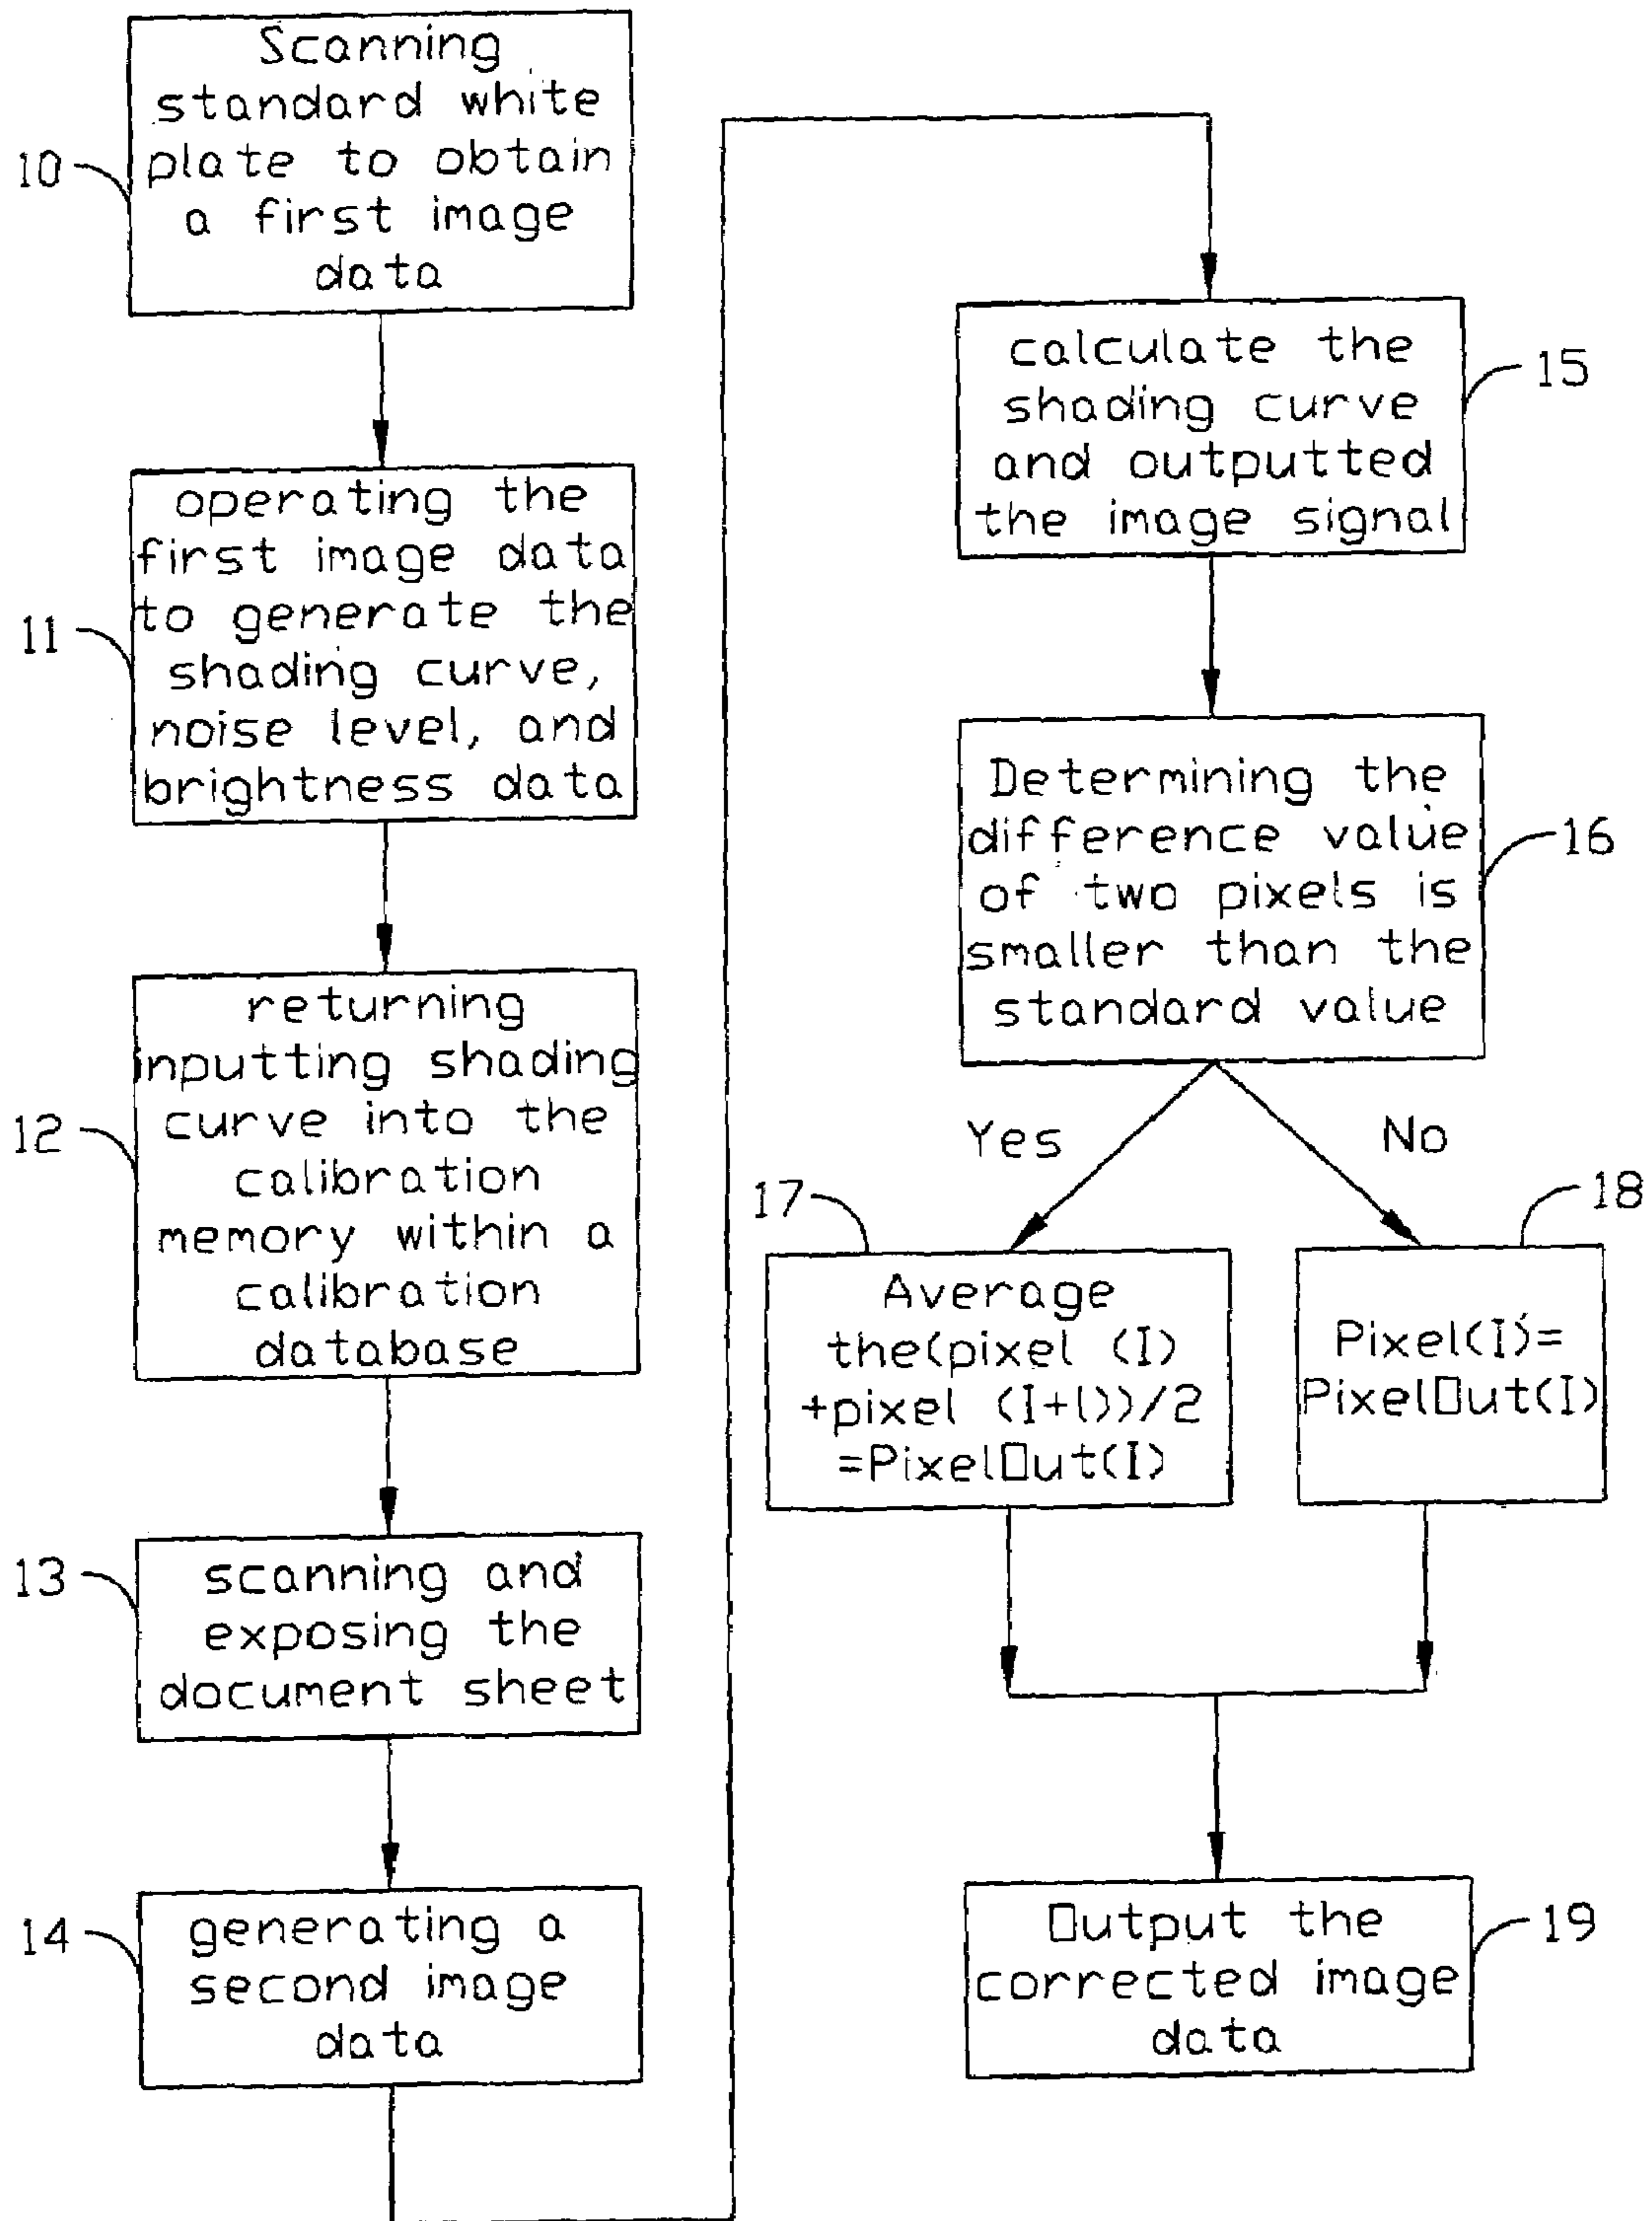 Scanning
standard white
plate to obtain
a first image
data
10
operating the
first image data
to generate the
shading curve,
noise level, and
brightness data
11
returning
inputting shading
curve into the
calibration
memory within a
calibration
database
12
scanning and
exposing the
document sheet
13
generating a
second image
data
14
calculate the
shading curve
and outputted
the image signal
15
Determining the
difference value
of two pixels is
smaller than the
standard value
16
Yes
No
17
Average
the(pixel (I)
+pixel (I+1))/2
=PixelOut(I)
18
Pixel(I)=
PixelOut(I)
Output the
corrected image
data
19